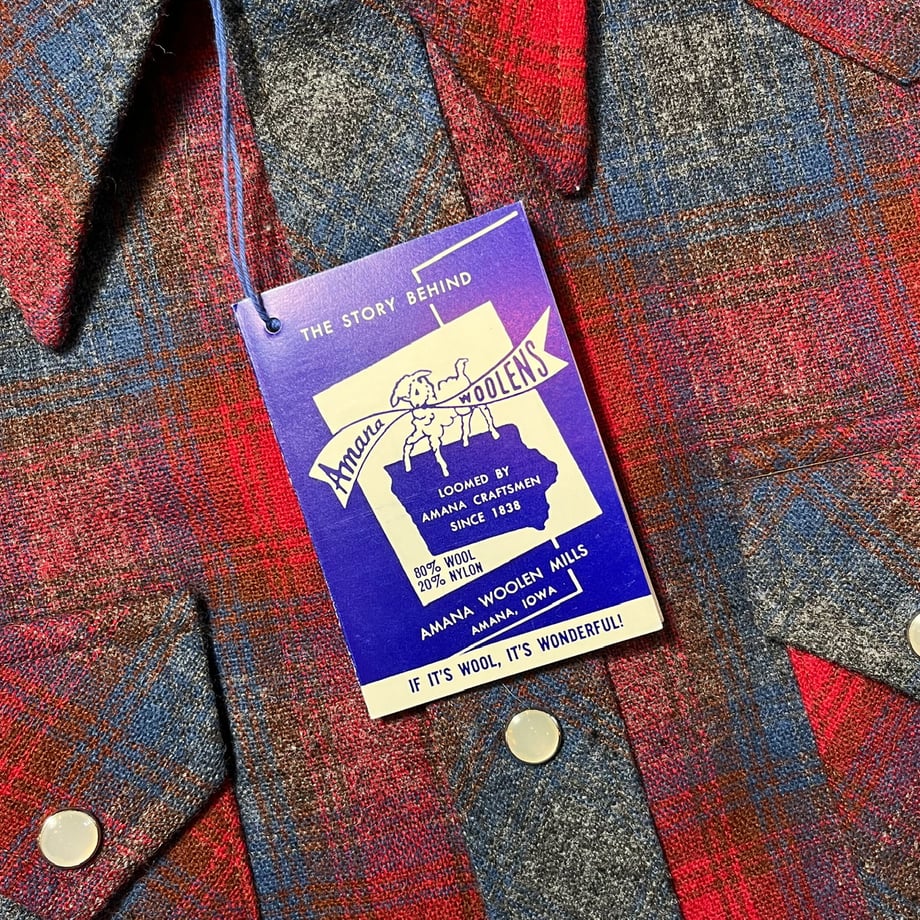 THE STORY BEHIND
Amana WOOLENS
LOOMED BY
AMANA CRAFTSMEN
SINCE 1838
80% WOOL
20% NYLON
AMANA WOOLEN MILLS
AMANA, IOWA
IF IT'S WOOL, IT'S WONDERFUL!